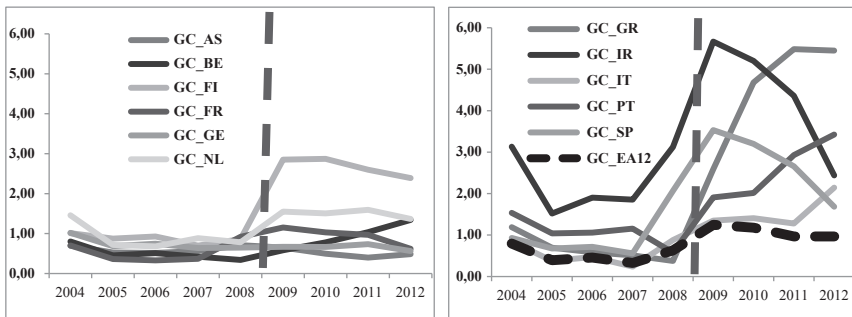 6,00
5,00
4,00
3,00
2,00
1,00
0,00
GC_AS
GC_BE
GC_FI
GC_FR
GC_GE
GC_NL
2004 2005 2006 2007 2008 2009 2010 2011 2012
6,00
5,00
4,00
3,00
2,00
1,00
0,00
GC_GR
GC_IR
GC_IT
GC_PT
GC_SP
GC_EA12
2004 2005 2006 2007 2008 2009 2010 2011 2012